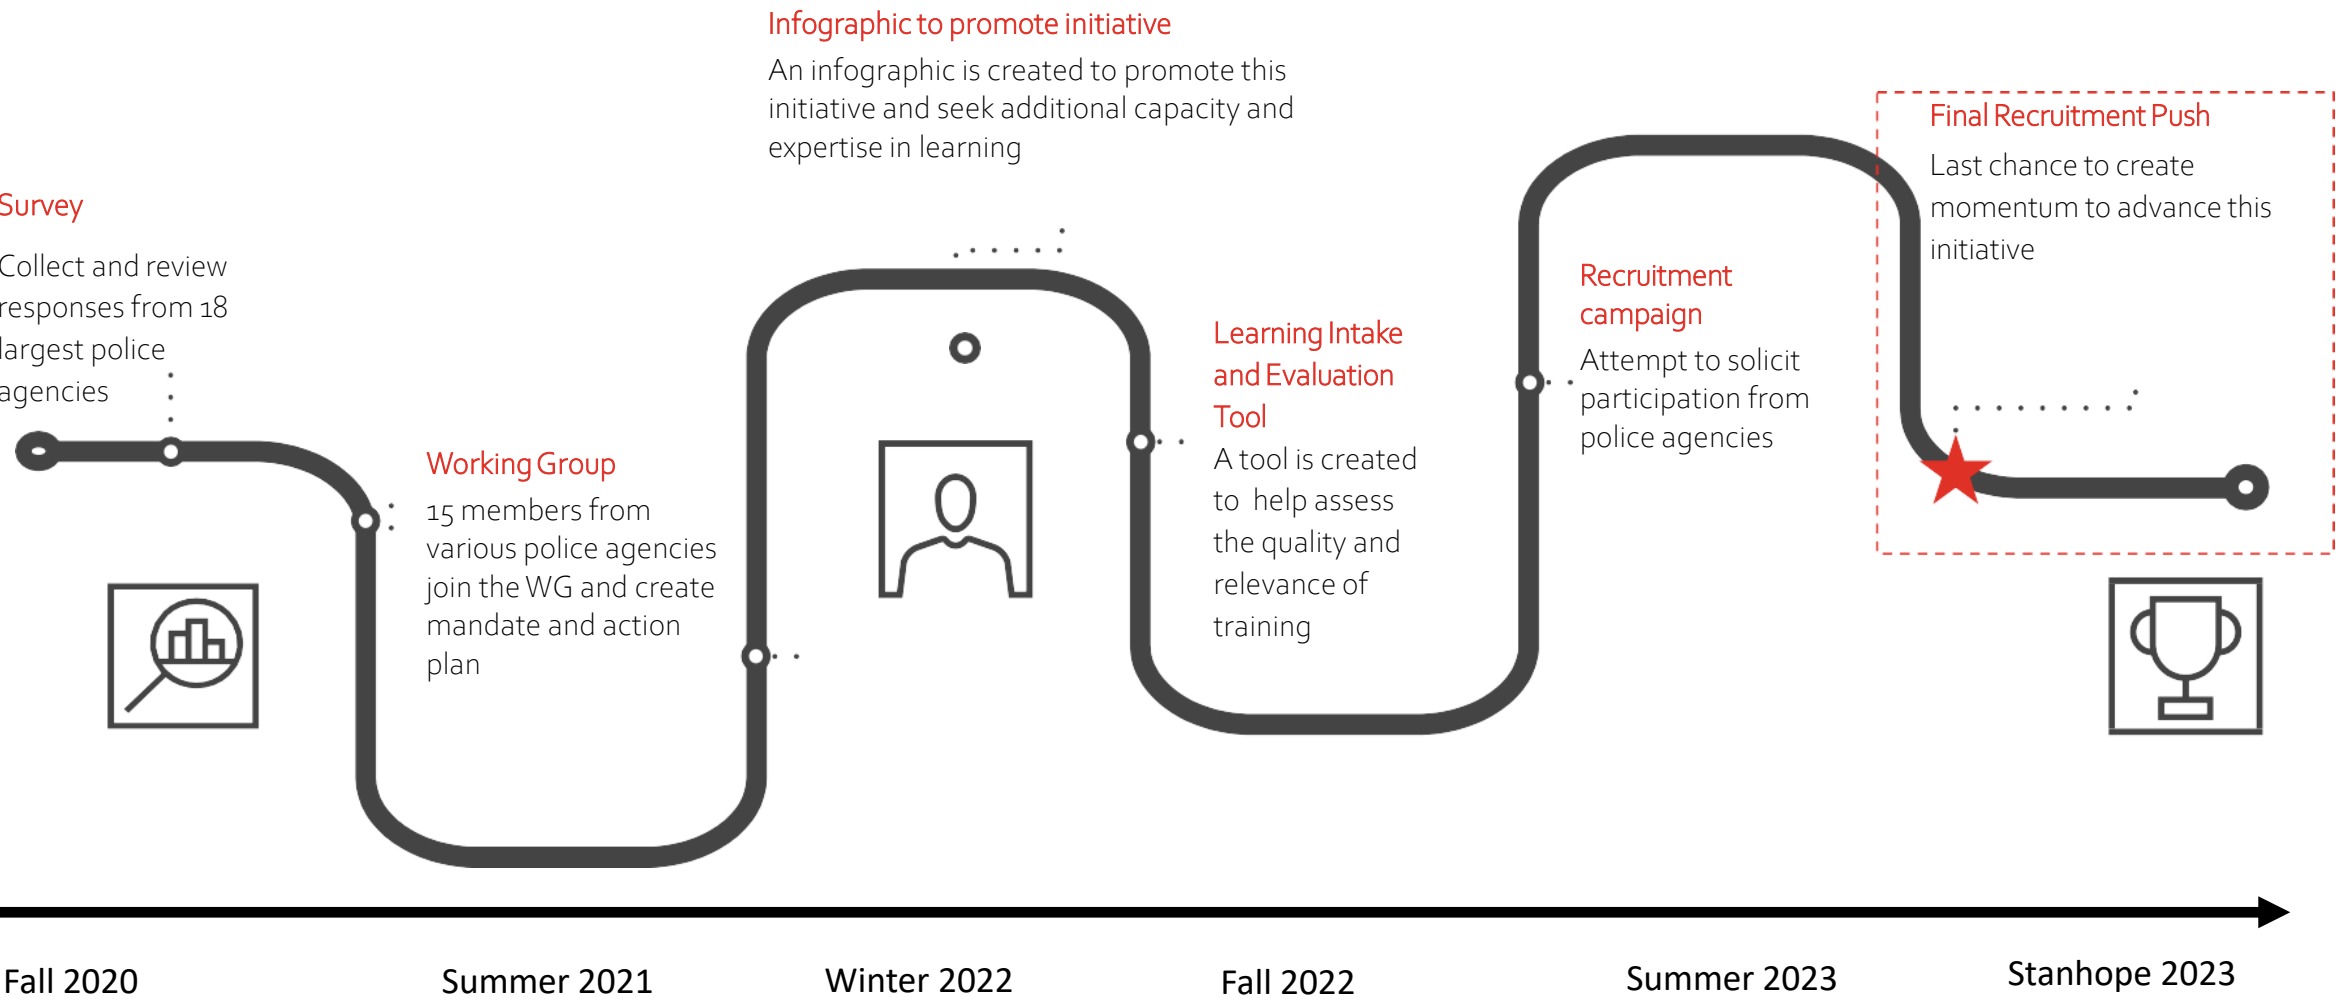 Infographic to promote initiative
An infographic is created to promote this
initiative and seek additional capacity and
expertise in learning
Survey
Collect and review
responses from 18
largest police
agencies
Working Group
15 members from
various police agencies
join the WG and create
mandate and action
plan
Learning Intake
and Evaluation
Tool
A tool is created
to help assess
the quality and
relevance of
training
Recruitment
campaign
Attempt to solicit
participation from
police agencies
Final Recruitment Push
Last chance to create
momentum to advance this
initiative
Fall 2020
Summer 2021
Winter 2022
Fall 2022
Summer 2023
Stanhope 2023